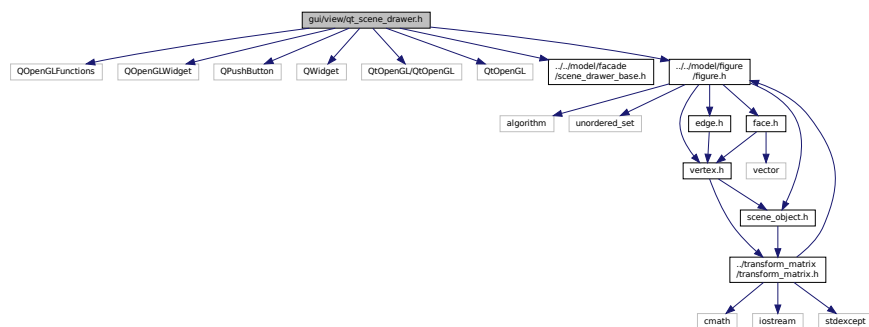 gui/view/qt_scene_drawer.h
QOpenGLFunctions
QOpenGLWidget
QPushButton
QWidget
QtOpenGL/QtOpenGL
QtOpenGL
../../model/facade
/scene_drawer_base.h
../../model/figure
/figure.h
algorithm
unordered_set
edge.h
face.h
vertex.h
vector
scene_object.h
../transform_matrix
/transform_matrix.h
cmath
iostream
stdexcept